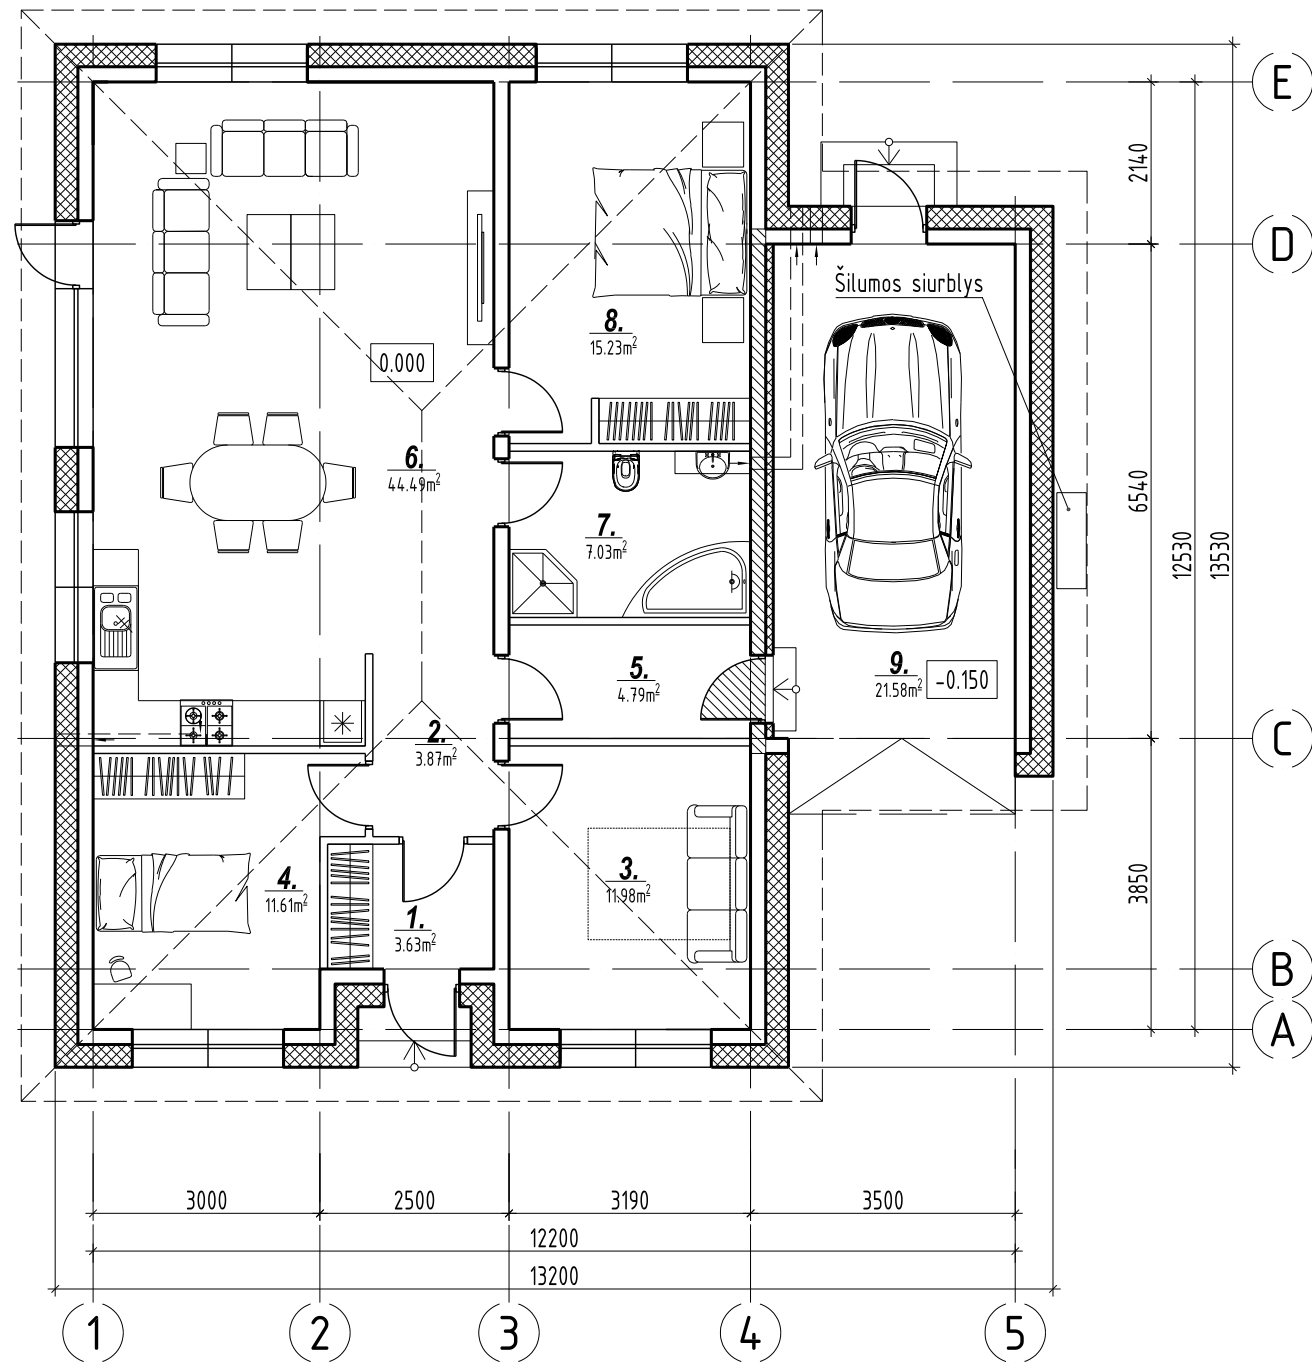 E
2140
D
Šilumos siurblys
8.
15.23m²
0.000
6.
44.49m²
6540
12530
13530
7.
7.03m²
5.
4.79m²
9.
21.58m²
-0.150
2.
3.87m²
C
3.
11.98m²
4.
11.61m²
1.
3.63m²
3850
B
A
3000
2500
3190
3500
12200
13200
1
2
3
4
5